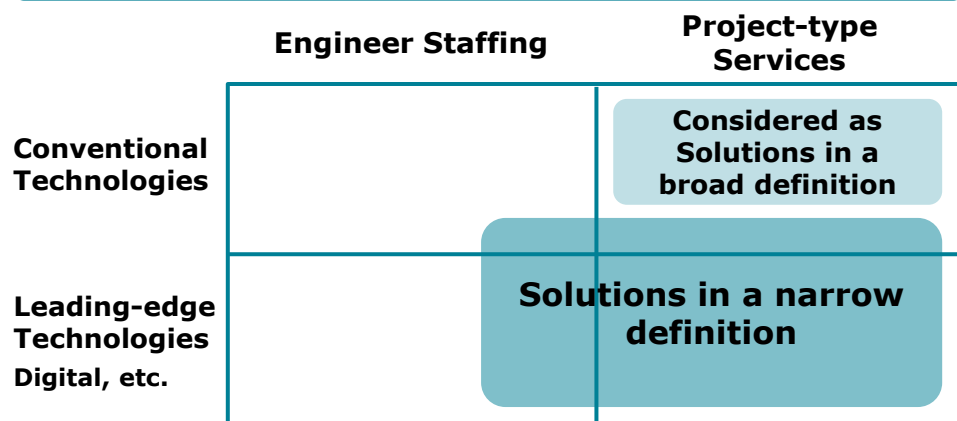 Engineer Staffing
Project-type
Services
Conventional
Technologies
Considered as
Solutions in a
broad definition
Leading-edge
Technologies
Digital, etc.
Solutions in a narrow
definition